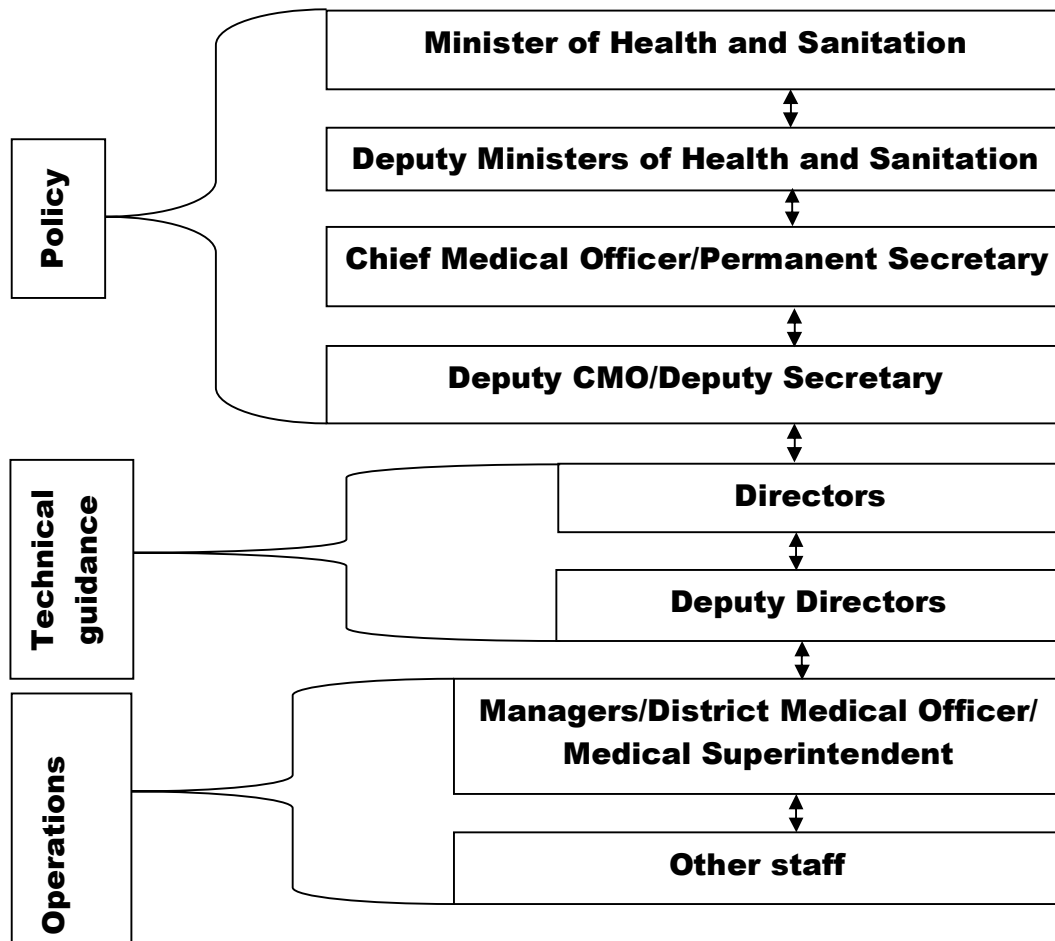 Policy
Minister of Health and Sanitation
Deputy Ministers of Health and Sanitation
Chief Medical Officer/Permanent Secretary
Deputy CMO/Deputy Secretary
Technical
guidance
Directors
Deputy Directors
Operations
Managers/District Medical Officer/
Medical Superintendent
Other staff